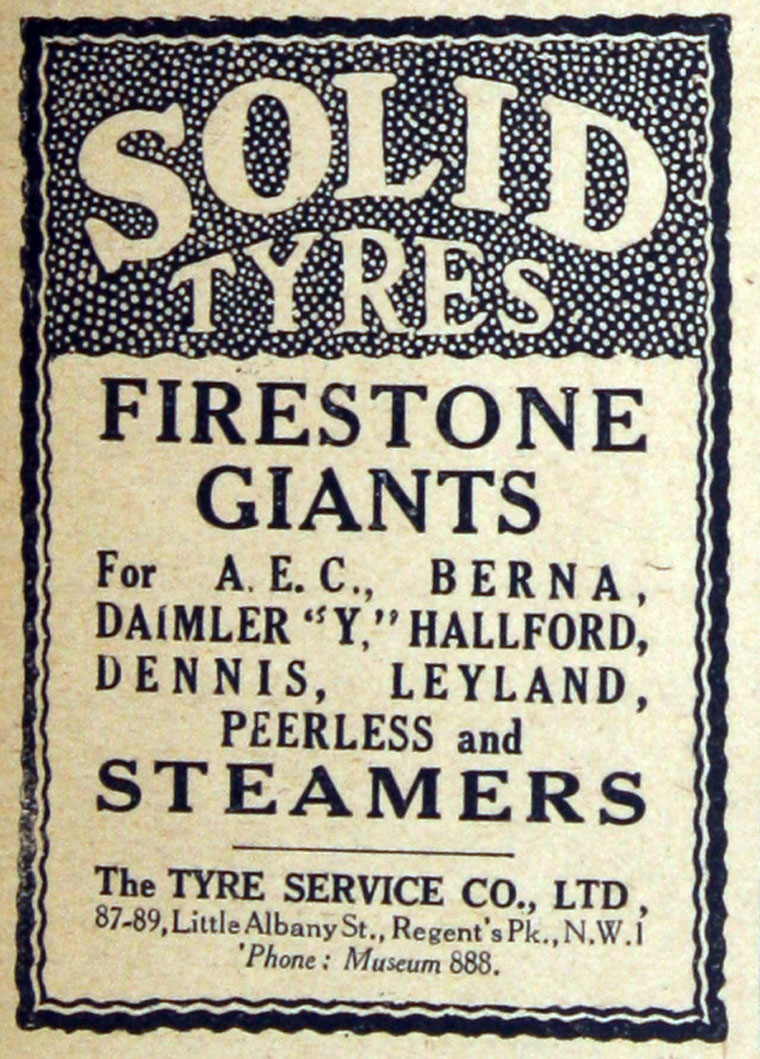 SOLID
TYRES
FIRESTONE
GIANTS
For A. E. C., BERNA,
DAIMLER "Y," HALLFORD,
DENNIS, LEYLAND,
PEERLESS and
STEAMERS
The TYRE SERVICE CO., LTD,
87-89, Little Albany St., Regent's Pk., N.W.1
'Phone: Museum 888.